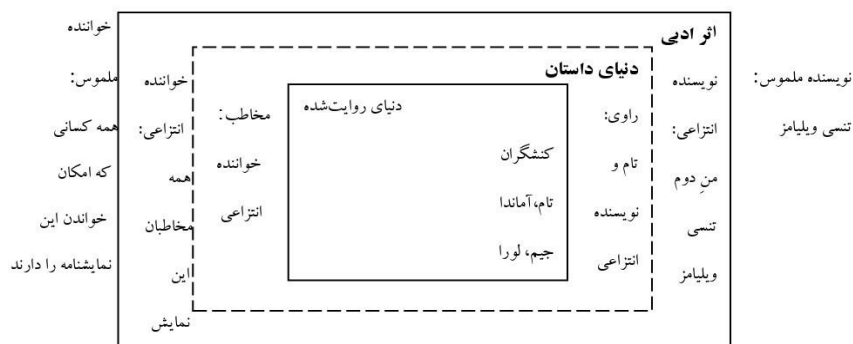 نویسنده ملموس:
تنسی ویلیامز
اثر ادبی
نویسنده
انتزاعی:
منِ دوم
تنسی
ویلیامز
دنیای داستان
راوی:
تام و
نویسنده
انتزاعی
دنیای روایت‌شده
کنشگران
تام،آماندا
جیم، لورا
مخاطب:
خواننده
انتزاعی
خواننده
انتزاعی:
همه
مخاطبان
این
نمایش
خواننده
ملموس:
همه کسانی
که امکان
خواندن این
نمایشنامه را دارند